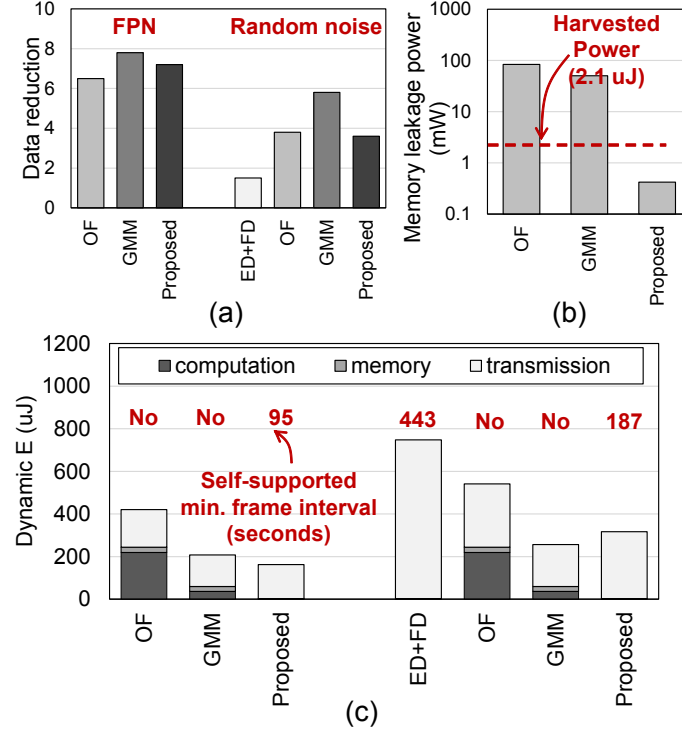 10
8
6
4
2
0
Data reduction
FPN
Random noise
OF
GMM
Proposed
ED+FD
OF
GMM
Proposed
(a)
1000
100
10
1
0.1
Memory leakage power
(mW)
Harvested
Power
(2.1 uJ)
OF
GMM
Proposed
(b)
1200
1000
800
600
400
200
0
Dynamic E (uJ)
computation
memory
transmission
No
No
95
443
No
No
187
Self-supported
min. frame interval
(seconds)
OF
GMM
Proposed
ED+FD
OF
GMM
Proposed
(c)